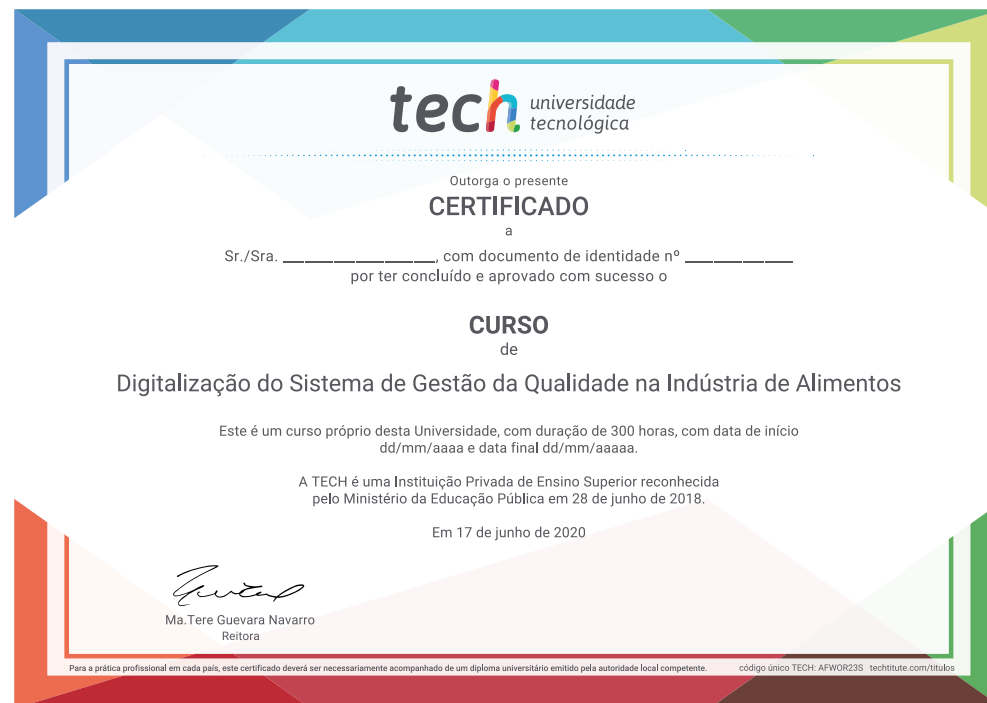 tech universidade
tecnológica
Outorga o presente
CERTIFICADO
a
Sr./Sra. ________________, com documento de identidade nº ____________
por ter concluído e aprovado com sucesso o
CURSO
de
Digitalização do Sistema de Gestão da Qualidade na Indústria de Alimentos
Este é um curso próprio desta Universidade, com duração de 300 horas, com data de início
dd/mm/aaaa e data final dd/mm/aaaaa.
A TECH é uma Instituição Privada de Ensino Superior reconhecida
pelo Ministério da Educação Pública em 28 de junho de 2018.
Em 17 de junho de 2020
Ma.Tere Guevara Navarro
Reitora
Para a prática profissional em cada país, este certificado deverá ser necessariamente acompanhado de um diploma universitário emitido pela autoridade local competente. código único TECH: AFWOR23S techtitute.com/titulos